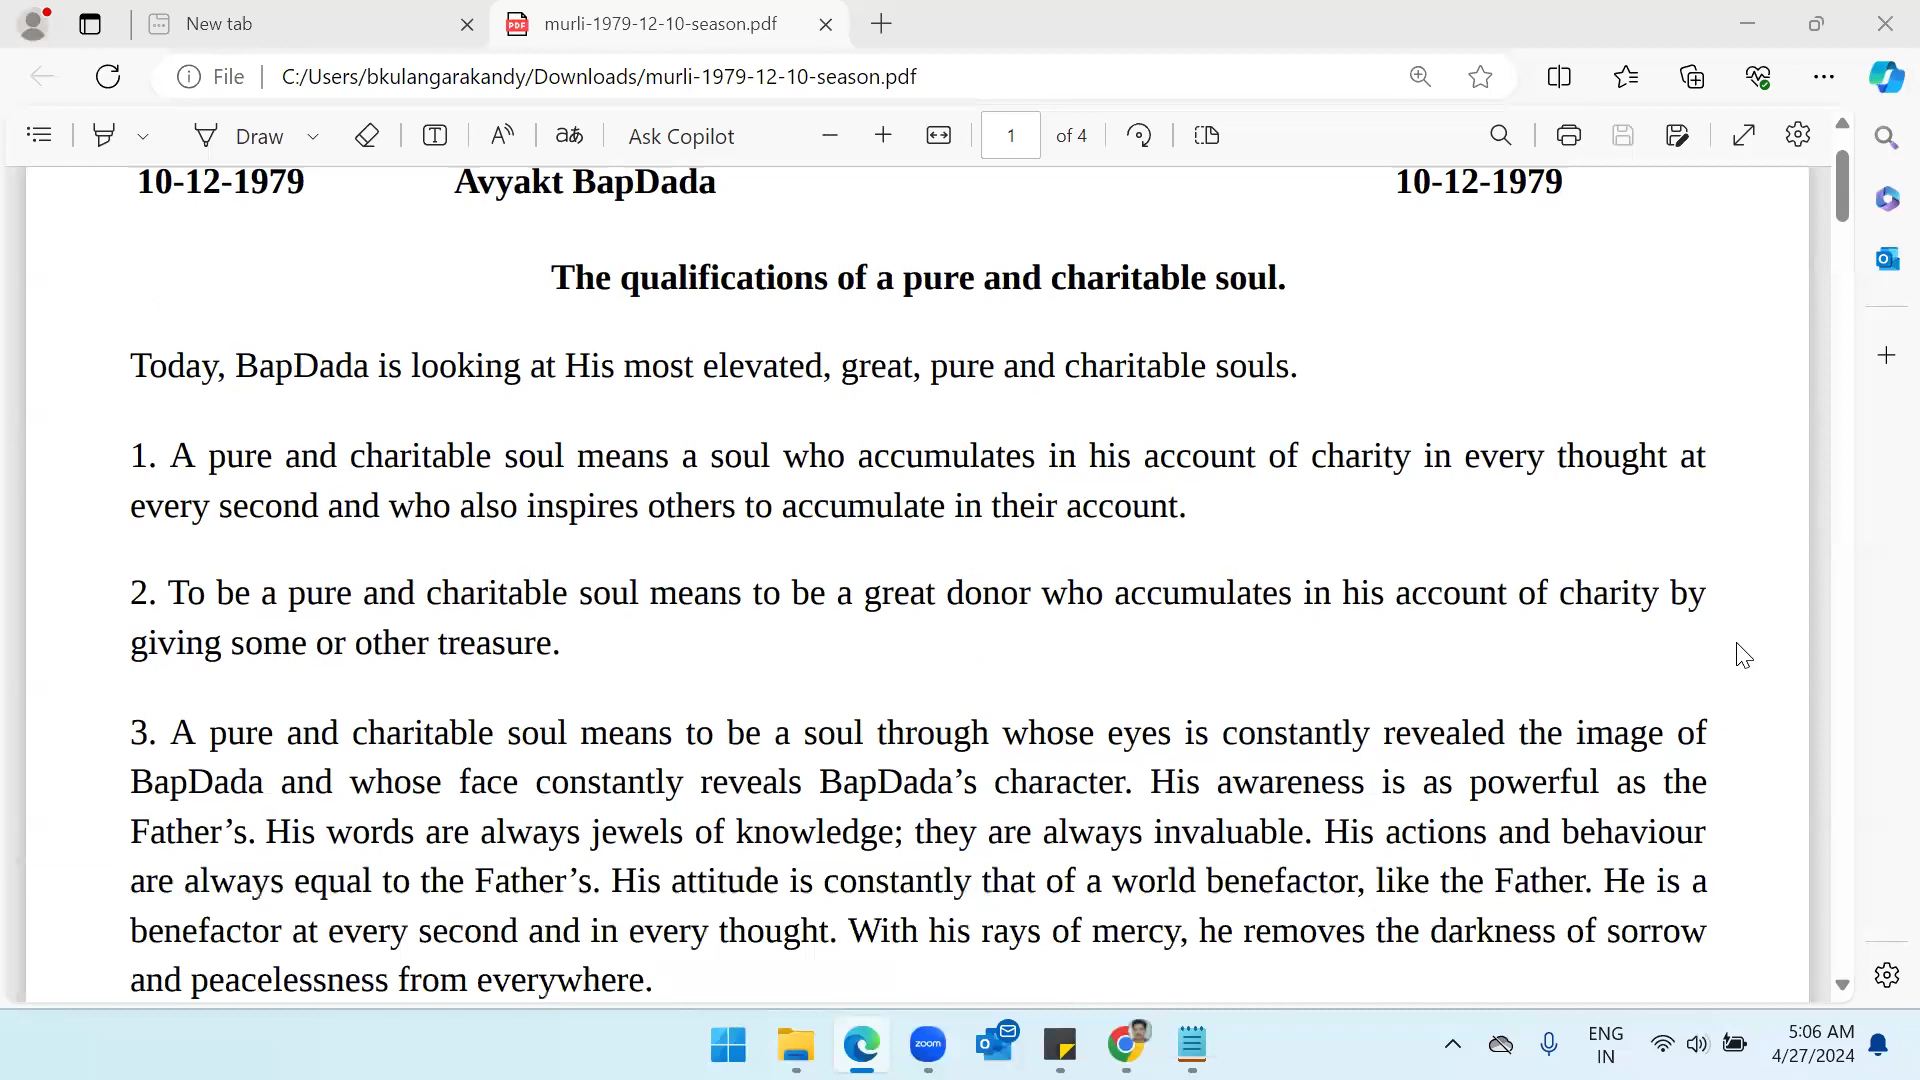 New tab
murli-1979-12-10-season.pdf
File
C:/Users/bkulangarakandy/Downloads/murli-1979-12-10-season.pdf
Draw
aあ
Ask Copilot
1 of 4
10-12-1979 Avyakt BapDada 10-12-1979
The qualifications of a pure and charitable soul.
Today, BapDada is looking at His most elevated, great, pure and charitable souls.
1. A pure and charitable soul means a soul who accumulates in his account of charity in every thought at
every second and who also inspires others to accumulate in their account.
2. To be a pure and charitable soul means to be a great donor who accumulates in his account of charity by
giving some or other treasure.
3. A pure and charitable soul means to be a soul through whose eyes is constantly revealed the image of
BapDada and whose face constantly reveals BapDada’s character. His awareness is as powerful as the
Father’s. His words are always jewels of knowledge; they are always invaluable. His actions and behaviour
are always equal to the Father’s. His attitude is constantly that of a world benefactor, like the Father. He is a
benefactor at every second and in every thought. With his rays of mercy, he removes the darkness of sorrow
and peacelessness from everywhere.
zoom
ENG
IN
5:06 AM
4/27/2024